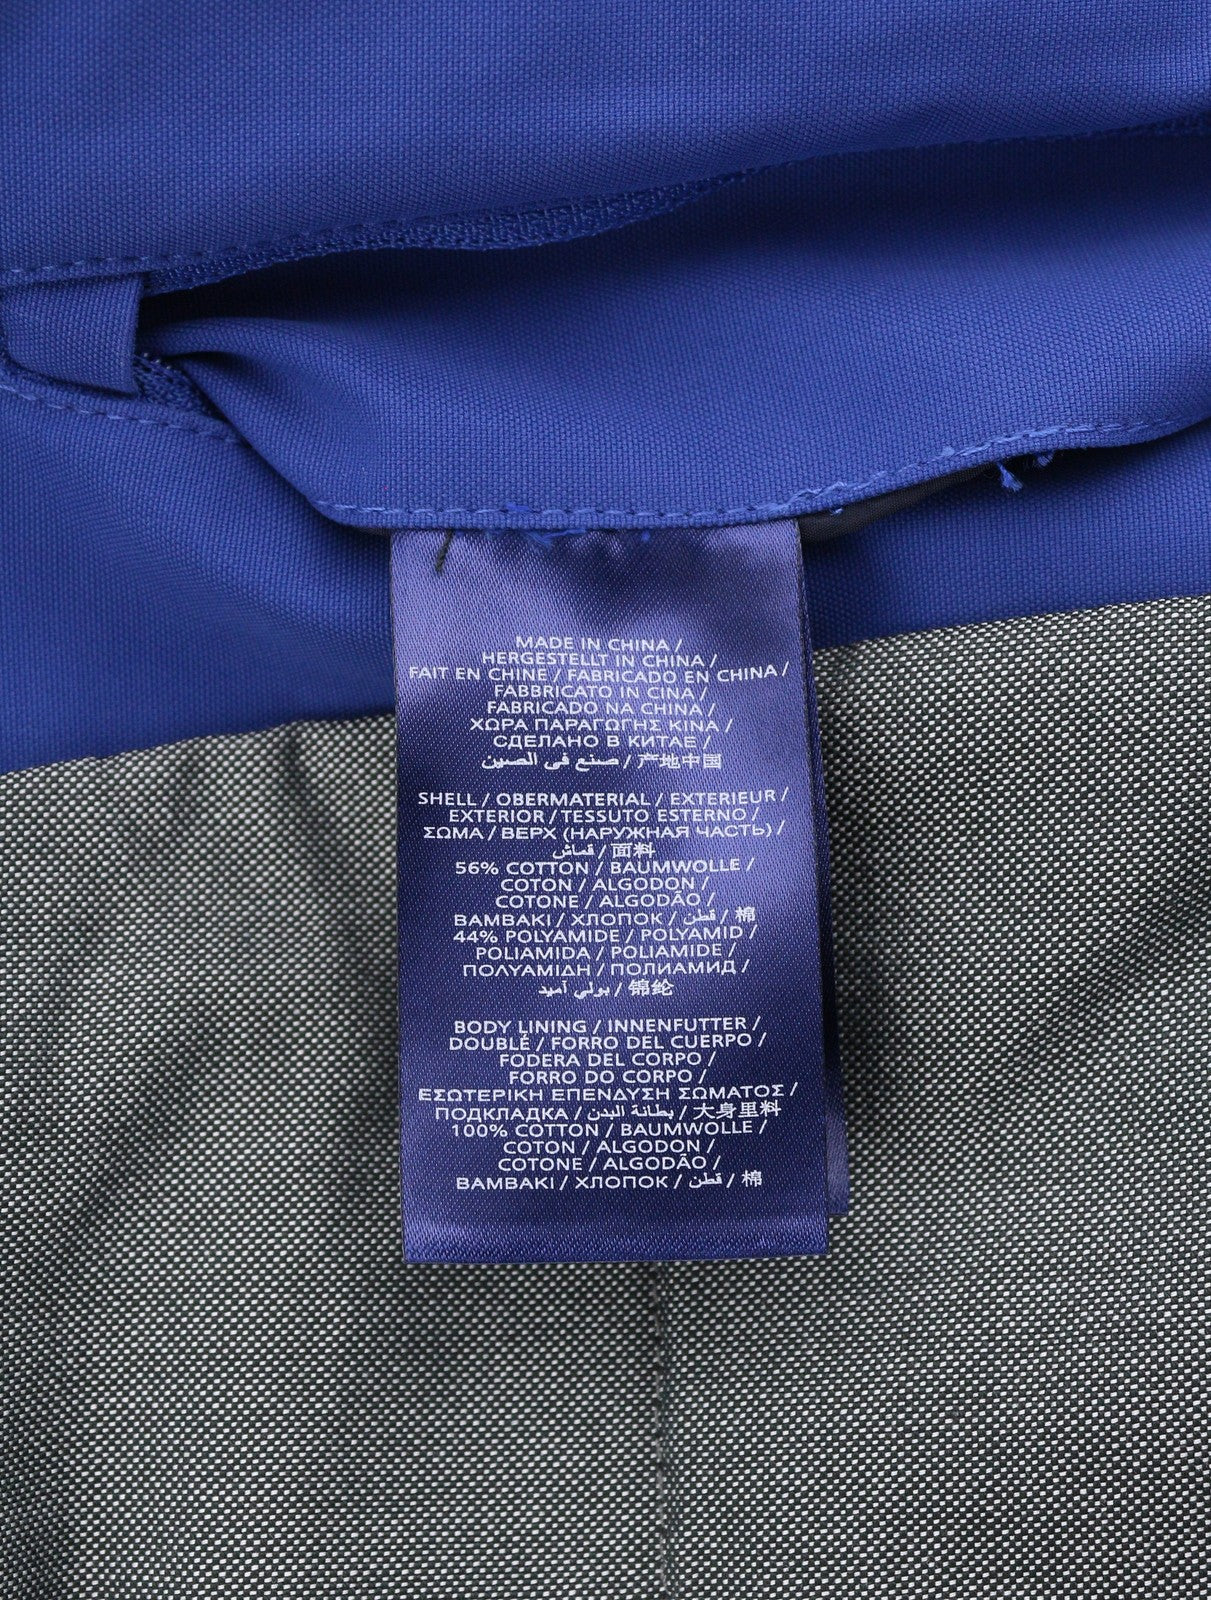 MADE IN CHINA /
HERGESTELLT IN CHINA /
FAIT EN CHINE / FABRICADO EN CHINA /
FABBRICATO IN CINA /
FABRICADO NA CHINA /
ΧΩΡΑ ΠΑΡΑΓΩΓΗΣ ΚΙΝΑ /
СДЕЛАНО В КИТАЕ /
صنع في الصين / 产地中国
SHELL / OBERMATERIAL / EXTERIEUR /
EXTERIOR / TESSUTO ESTERNO /
ΣΩΜΑ / ВЕРХ (НАРУЖНАЯ ЧАСТЬ) /
قماش / 面料
56% COTTON / BAUMWOLLE /
COTON / ALGODON /
COTONE / ALGODÃO /
ΒΑΜΒΑΚΙ / ХЛОПОК / قطن / 棉
44% POLYAMIDE / POLYAMID /
POLIAMIDA / POLIAMIDE /
ΠΟΛΥΑΜΙΔΗ / ПОЛИАМИД /
بولي أميد / 锦纶
BODY LINING / INNENFUTTER /
DOUBLÉ / FORRO DEL CUERPO /
FODERA DEL CORPO /
FORRO DO CORPO /
ΕΣΩΤΕΡΙΚΗ ΕΠΕΝΔΥΣΗ ΣΩΜΑΤΟΣ /
ПОДКЛАДКА / بطانة البدن / 大身里料
100% COTTON / BAUMWOLLE /
COTON / ALGODON /
COTONE / ALGODÃO /
ΒΑΜΒΑΚΙ / ХЛОПОК / قطن / 棉